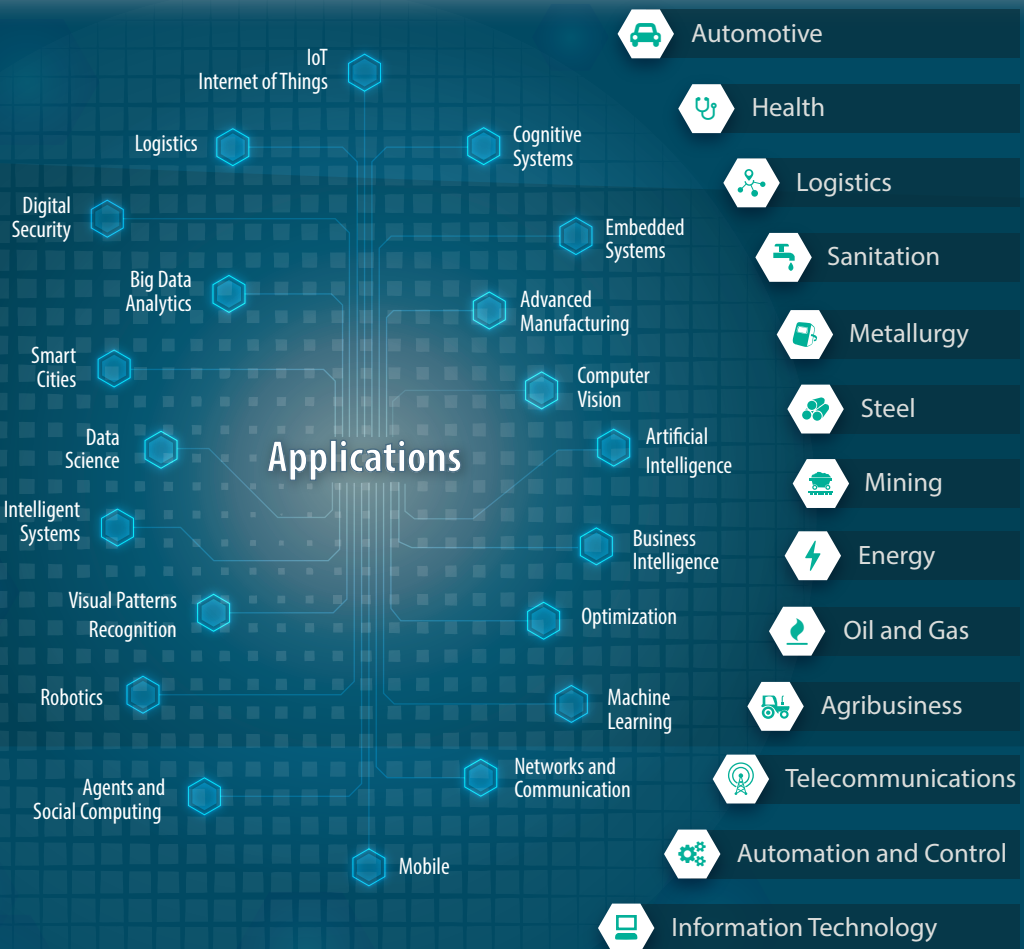 IoT
Internet of Things
Logistics
Digital
Security
Big Data
Analytics
Smart
Cities
Data
Science
Intelligent
Systems
Visual Patterns
Recognition
Robotics
Agents and
Social Computing
Applications
Cognitive
Systems
Embedded
Systems
Advanced
Manufacturing
Computer
Vision
Artificial
Intelligence
Business
Intelligence
Optimization
Machine
Learning
Networks and
Communication
Mobile
Automotive
Health
Logistics
Sanitation
Metallurgy
Steel
Mining
Energy
Oil and Gas
Agribusiness
Telecommunications
Automation and Control
Information Technology